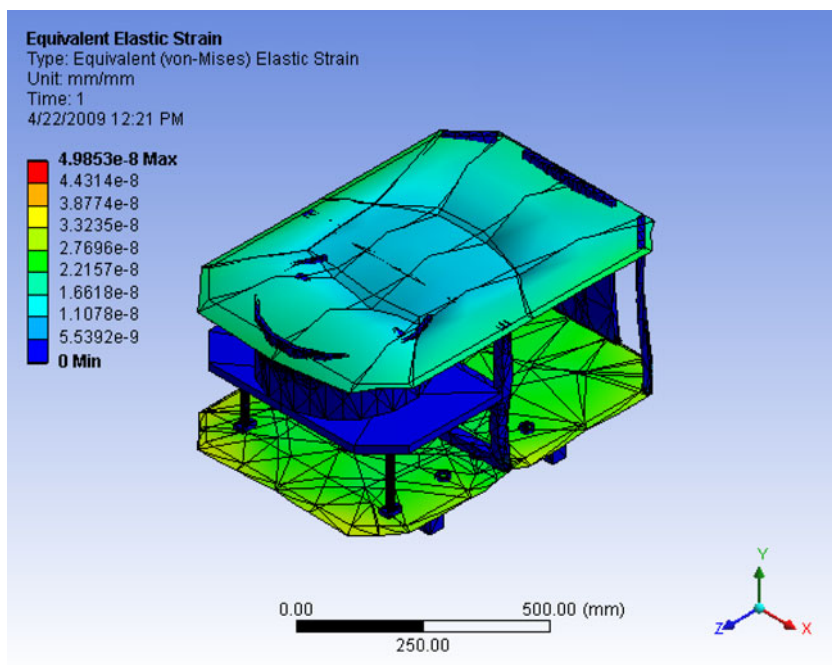 Equivalent Elastic Strain
Type: Equivalent (von-Mises) Elastic Strain
Unit: mm/mm
Time: 1
4/22/2009 12:21 PM
4.9853e-8 Max
4.4314e-8
3.8774e-8
3.3235e-8
2.7696e-8
2.2157e-8
1.6618e-8
1.1078e-8
5.5392e-9
0 Min
0.00
500.00 (mm)
250.00
Y
Z
X